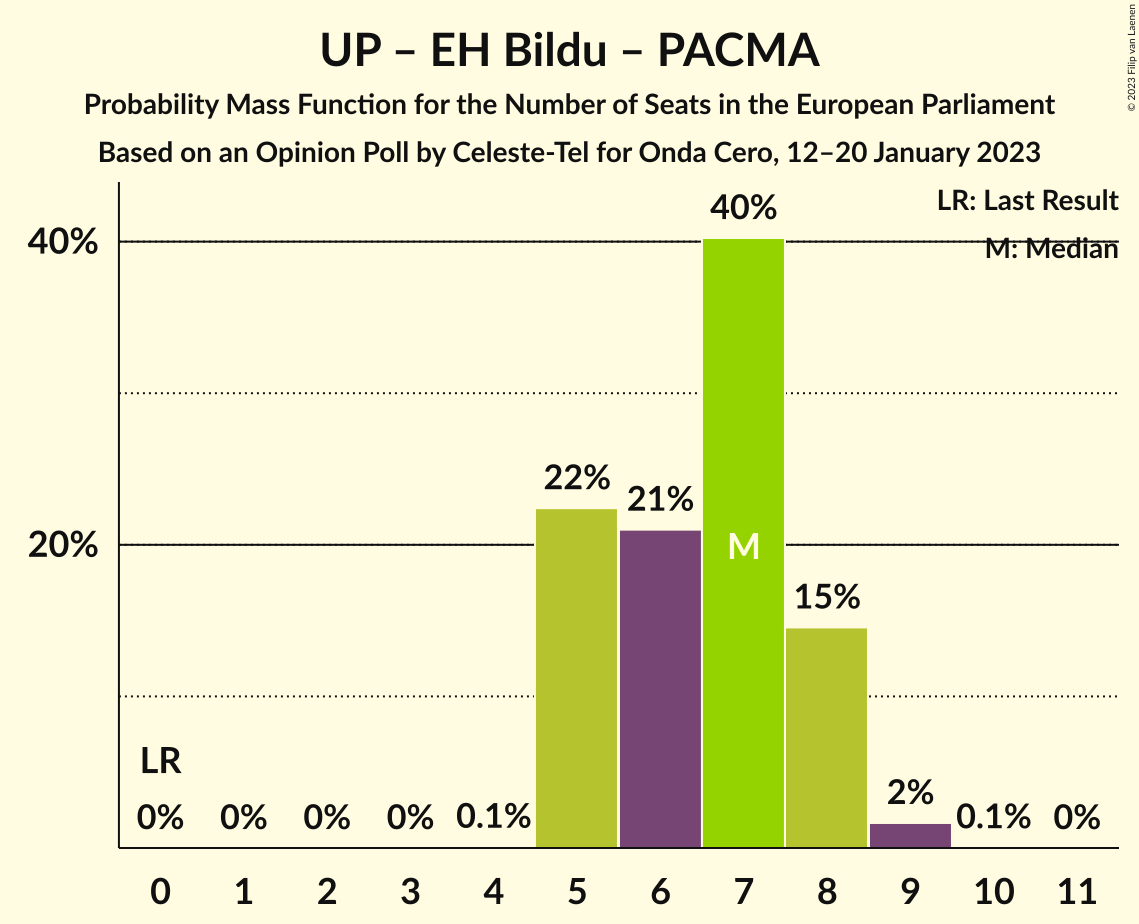 UP – EH Bildu – PACMA
Probability Mass Function for the Number of Seats in the European Parliament
Based on an Opinion Poll by Celeste-Tel for Onda Cero, 12–20 January 2023
© 2023 Filip van Laenen
LR: Last Result
M: Median
40%
20%
40%
22%
21%
M
15%
LR
0% 0% 0% 0% 0.1% 2% 0.1% 0%
0 1 2 3 4 5 6 7 8 9 10 11